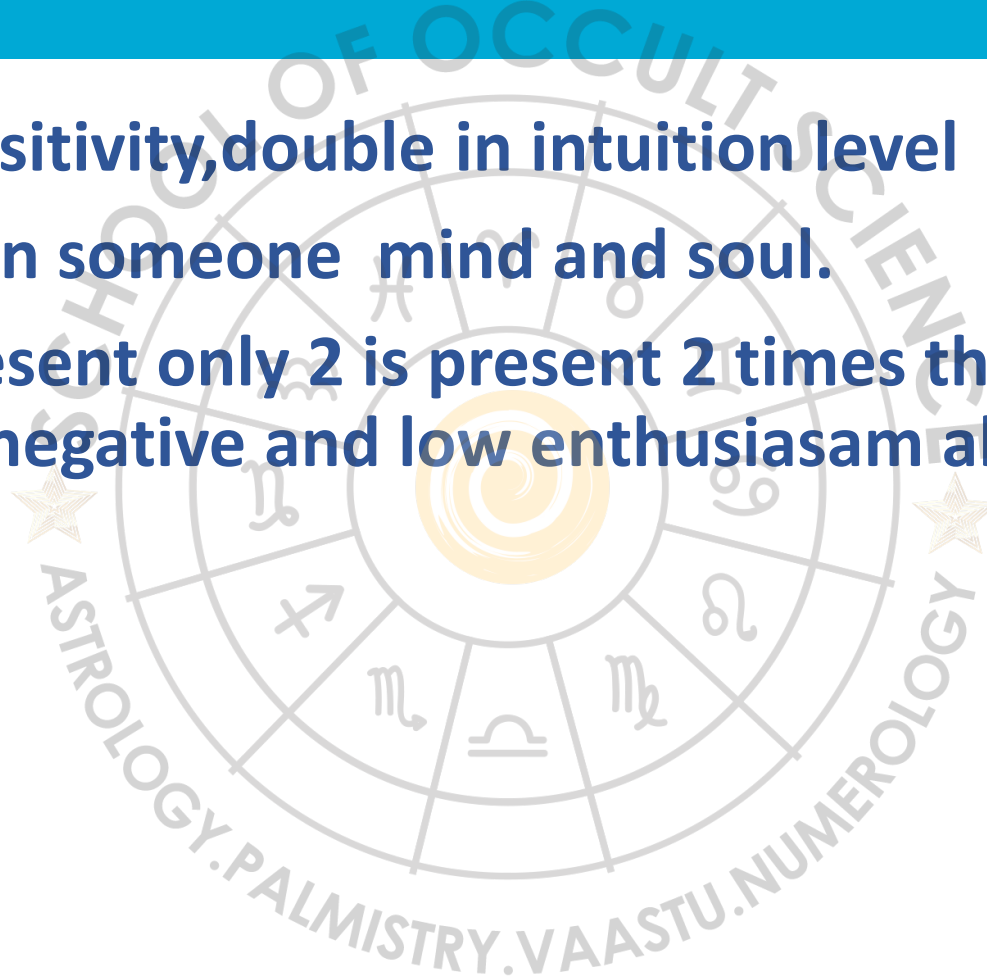 SCHOOL OF OCCULT SCIENCE
sitivity,double in intuition level
n someone mind and soul.
esent only 2 is present 2 times th
negative and low enthusiasam al
ASTROLOGY.PALMISTRY.VAASTU.NUMEROLOGY